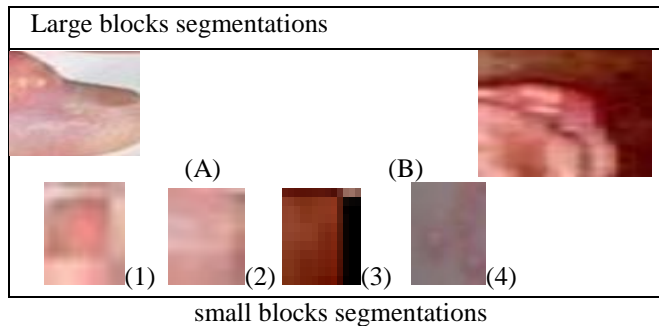 Large blocks segmentations
(A) (B)
(1) (2) (3) (4)
small blocks segmentations